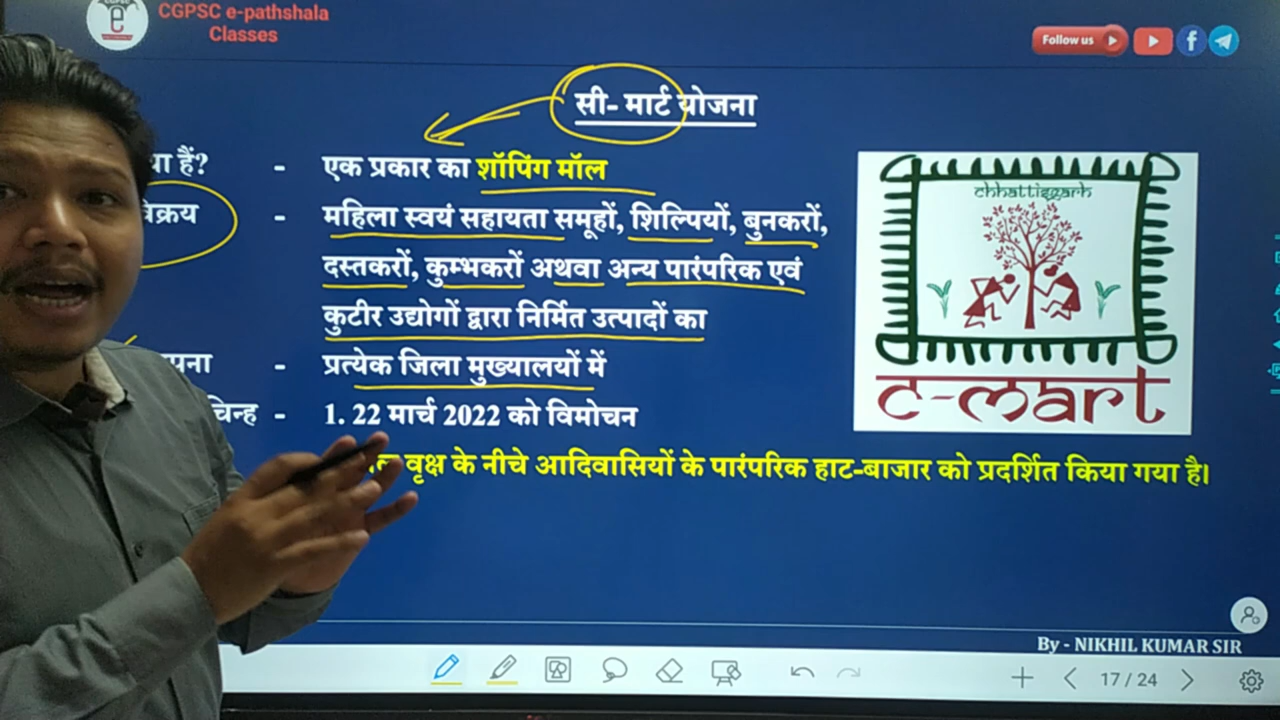 CGPSC e-pathshala
Classes
CGPSC
e
Follow us
f
सी- मार्ट योजना
हैं? - एक प्रकार का शॉपिंग मॉल
- महिला स्वयं सहायता समूहों, शिल्पियों, बुनकरों,
दस्तकारों, कुम्भकरों अथवा अन्य पारंपरिक एवं
कुटीर उद्योगों द्वारा निर्मित उत्पादों का
- प्रत्येक जिला मुख्यालयों में
- 1. 22 मार्च 2022 को विमोचन
वृक्ष के नीचे आदिवासियों के पारंपरिक हाट-बाजार को प्रदर्शित किया गया है।
chhattisgarh
c-mart
By - NIKHIL KUMAR SIR
17 / 24